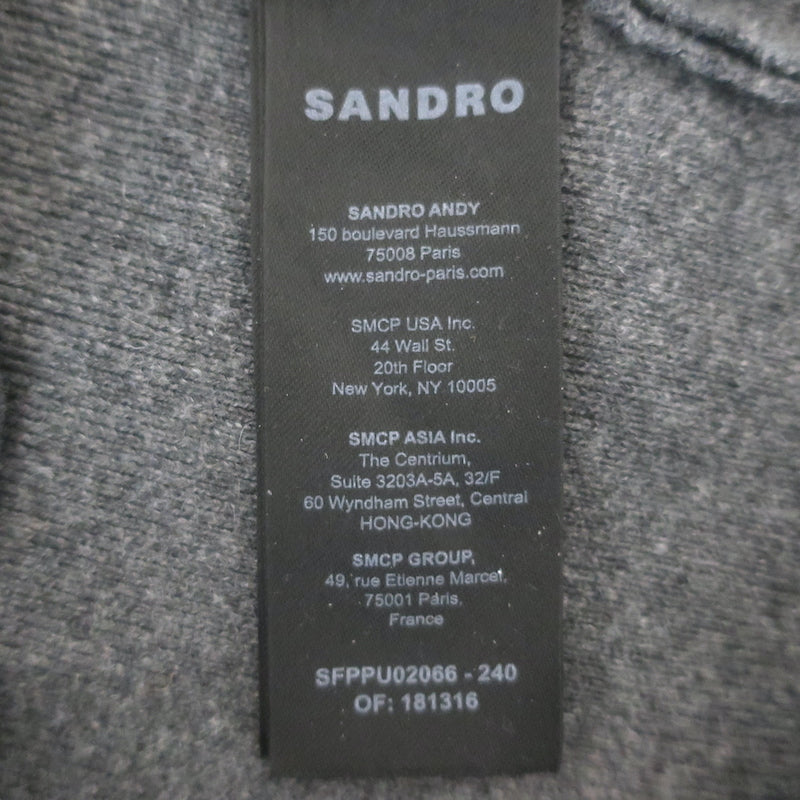 SANDRO
SANDRO ANDY
150 boulevard Haussmann
75008 Paris
www.sandro-paris.com
SMCP USA Inc.
44 Wall St.
20th Floor
New York, NY 10005
SMCP ASIA Inc.
The Centrium,
Suite 3203A-5A, 32/F
60 Wyndham Street, Central
HONG-KONG
SMCP GROUP,
49, rue Etienne Marcel,
75001 Paris,
France
SFPPU02066 - 240
OF: 181316